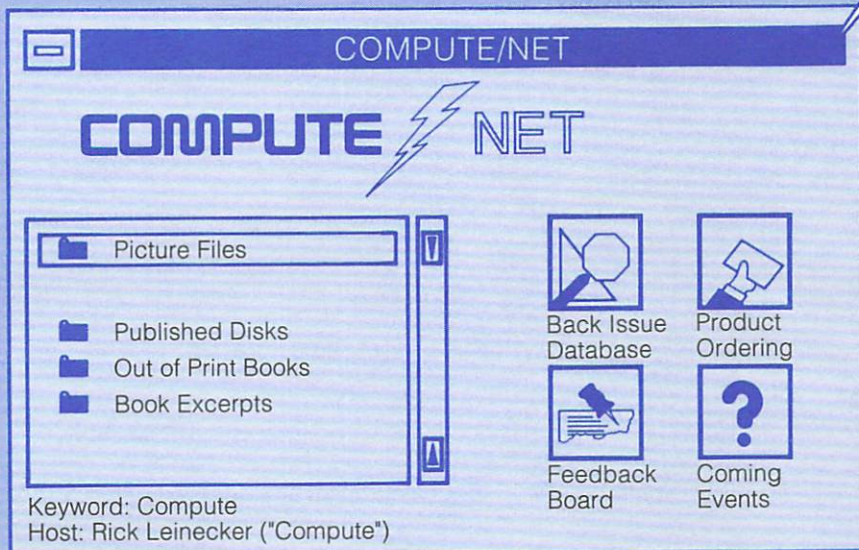 COMPUTE/NET
COMPUTE NET
Picture Files
Published Disks
Out of Print Books
Book Excerpts
Back Issue
Database
Product
Ordering
Feedback
Board
Coming
Events
?
Keyword: Compute
Host: Rick Leinecker ("Compute")